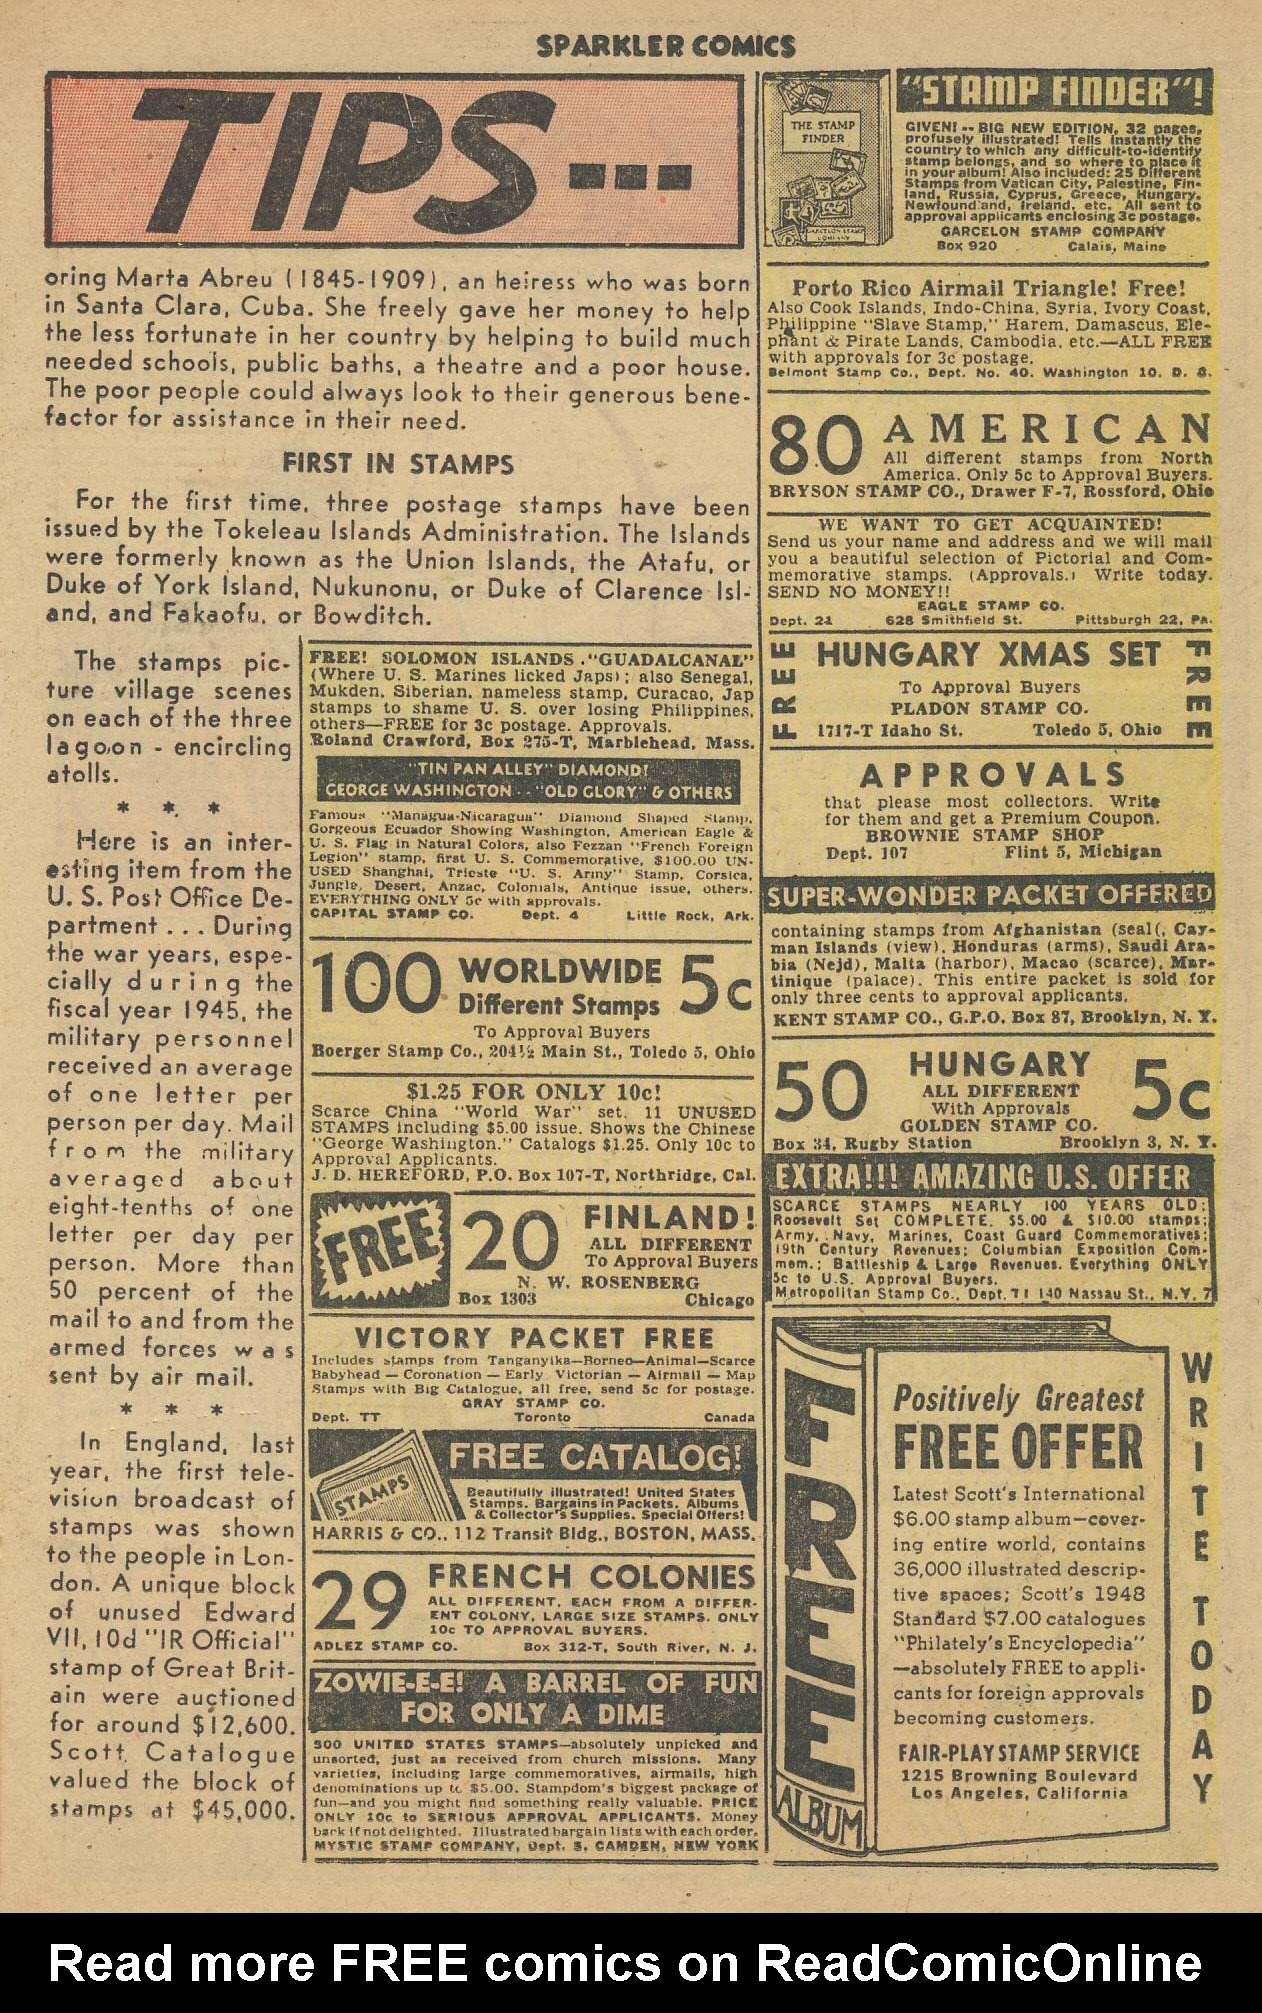 SPARKLER COMICS
TIPS...
oring Marta Abreu (1845-1909), an heiress who was born
in Santa Clara, Cuba. She freely gave her money to help
the less fortunate in her country by helping to build much
needed schools, public baths, a theatre and a poor house.
The poor people could always look to their generous bene-
factor for assistance in their need.
FIRST IN STAMPS
For the first time, three postage stamps have been
issued by the Tokeleau Islands Administration. The Islands
were formerly known as the Union Islands, the Atafu, or
Duke of York Island, Nukunonu, or Duke of Clarence Isl-
and, and Fakaofu, or Bowditch.
The stamps pic-
ture village scenes
on each of the three
lagoon - encircling
atolls.
* * *
Here is an inter-
esting item from the
U. S. Post Office De-
partment . . . During
the war years, espe-
cially during the
fiscal year 1945, the
military personnel
received an average
of one letter per
person per day. Mail
from the military
averaged about
eight-tenths of one
letter per day per
person. More than
50 percent of the
mail to and from the
armed forces was
sent by air mail.
* * *
In England, last
year, the first tele-
vision broadcast of
stamps was shown
to the people in Lon-
don. A unique block
of unused Edward
VII, 10d "IR Official"
stamp of Great Brit-
ain were auctioned
for around $12,600.
Scott Catalogue
valued the block of
stamps at $45,000.
FREE! SOLOMON ISLANDS "GUADALCANAL"
(Where U. S. Marines licked Japs); also Senegal,
Mukden, Siberian, nameless stamp, Curacao, Jap
stamps to shame U. S. over losing Philippines,
others—FREE for 3c postage. Approvals.
Roland Crawford, Box 275-T, Marblehead, Mass.
"TIN PAN ALLEY" DIAMOND!
GEORGE WASHINGTON - - "OLD GLORY" & OTHERS
Famous "Managua-Nicaragua" Diamond Shaped Stamp,
Gorgeous Ecuador Showing Washington, American Eagle &
U. S. Flag in Natural Colors, also Fezzan "French Foreign
Legion" stamp, first U. S. Commemorative, $100.00 UN-
USED Shanghai, Trieste "U. S. Army" Stamp, Corsica,
Jungle, Desert, Anzac, Colonials, Antique issue, others.
EVERYTHING ONLY 5c with approvals.
CAPITAL STAMP CO. Dept. 4 Little Rock, Ark.
100 WORLDWIDE 5c
Different Stamps
To Approval Buyers
Boerger Stamp Co., 204½ Main St., Toledo 5, Ohio
$1.25 FOR ONLY 10c!
Scarce China "World War" set. 11 UNUSED
STAMPS including $5.00 issue. Shows the Chinese
"George Washington." Catalogs $1.25. Only 10c to
Approval Applicants.
J. D. HEREFORD, P.O. Box 107-T, Northridge, Cal.
FREE 20 FINLAND!
ALL DIFFERENT
To Approval Buyers
N. W. ROSENBERG
Box 1303 Chicago
VICTORY PACKET FREE
Includes stamps from Tanganyika—Borneo—Animal—Scarce
Babyhead — Coronation — Early Victorian — Airmail — Map
Stamps with Big Catalogue, all free, send 5c for postage.
GRAY STAMP CO.
Dept. TT Toronto Canada
STAMPS
FREE CATALOG!
Beautifully illustrated! United States
Stamps. Bargains in Packets, Albums
& Collector's Supplies. Special Offers!
HARRIS & CO., 112 Transit Bldg., BOSTON, MASS.
29 FRENCH COLONIES
ALL DIFFERENT. EACH FROM A DIFFER-
ENT COLONY, LARGE SIZE STAMPS. ONLY
10c TO APPROVAL BUYERS.
ADLEZ STAMP CO. Box 312-T, South River, N. J.
ZOWIE-E-E! A BARREL OF FUN
FOR ONLY A DIME
300 UNITED STATES STAMPS—absolutely unpicked and
unsorted, just as received from church missions. Many
varieties, including large commemoratives, airmails, high
denominations up to $5.00. Stampdom's biggest package of
fun—and you might find something really valuable. PRICE
ONLY 10c to SERIOUS APPROVAL APPLICANTS. Money
back if not delighted. Illustrated bargain lists with each order.
MYSTIC STAMP COMPANY, Dept. S, CAMDEN, NEW YORK
THE STAMP
FINDER
GARCELON STAMP
COMPANY
"STAMP FINDER"!
GIVEN! -- BIG NEW EDITION, 32 pages,
profusely illustrated! Tells instantly the
country to which any difficult-to-identify
stamp belongs, and so where to place it
in your album! Also included: 25 Different
Stamps from Vatican City, Palestine, Fin-
land, Russia, Cyprus, Greece, Hungary,
Newfoundand, Ireland, etc. All sent to
approval applicants enclosing 3c postage.
GARCELON STAMP COMPANY
Box 920 Calais, Maine
Porto Rico Airmail Triangle! Free!
Also Cook Islands, Indo-China, Syria, Ivory Coast,
Philippine "Slave Stamp," Harem, Damascus, Ele-
phant & Pirate Lands, Cambodia, etc.—ALL FREE
with approvals for 3c postage.
Belmont Stamp Co., Dept. No. 40. Washington 10, D. C.
80 AMERICAN
All different stamps from North
America. Only 5c to Approval Buyers.
BRYSON STAMP CO., Drawer F-7, Rossford, Ohio
WE WANT TO GET ACQUAINTED!
Send us your name and address and we will mail
you a beautiful selection of Pictorial and Com-
memorative stamps. (Approvals.) Write today.
SEND NO MONEY!!
EAGLE STAMP CO.
Dept. 21 628 Smithfield St. Pittsburgh 22, Pa.
FREE HUNGARY XMAS SET FREE
To Approval Buyers
PLADON STAMP CO.
1717-T Idaho St. Toledo 5, Ohio
APPROVALS
that please most collectors. Write
for them and get a Premium Coupon.
BROWNIE STAMP SHOP
Dept. 107 Flint 5, Michigan
SUPER-WONDER PACKET OFFERED
containing stamps from Afghanistan (seal(, Cay-
man Islands (view), Honduras (arms), Saudi Ara-
bia (Nejd), Malta (harbor), Macao (scarce), Mar-
tinique (palace). This entire packet is sold for
only three cents to approval applicants.
KENT STAMP CO., G.P.O. Box 87, Brooklyn, N. Y.
50 HUNGARY 5c
ALL DIFFERENT
With Approvals
GOLDEN STAMP CO.
Box 34, Rugby Station Brooklyn 3, N. Y.
EXTRA!!! AMAZING U.S. OFFER
SCARCE STAMPS NEARLY 100 YEARS OLD;
Roosevelt Set COMPLETE, $5.00 & $10.00 stamps;
Army, Navy, Marines, Coast Guard Commemoratives;
19th Century Revenues; Columbian Exposition Com-
mem.; Battleship & Large Revenues. Everything ONLY
5c to U.S. Approval Buyers.
Metropolitan Stamp Co., Dept. 71 140 Nassau St., N.Y. 7
FREE
ALBUM
Positively Greatest
FREE OFFER
Latest Scott's International
$6.00 stamp album—cover-
ing entire world, contains
36,000 illustrated descrip-
tive spaces; Scott's 1948
Standard $7.00 catalogues
"Philately's Encyclopedia"
—absolutely FREE to appli-
cants for foreign approvals
becoming customers.
FAIR-PLAY STAMP SERVICE
1215 Browning Boulevard
Los Angeles, California
WRITE TODAY
Read more FREE comics on ReadComicOnline